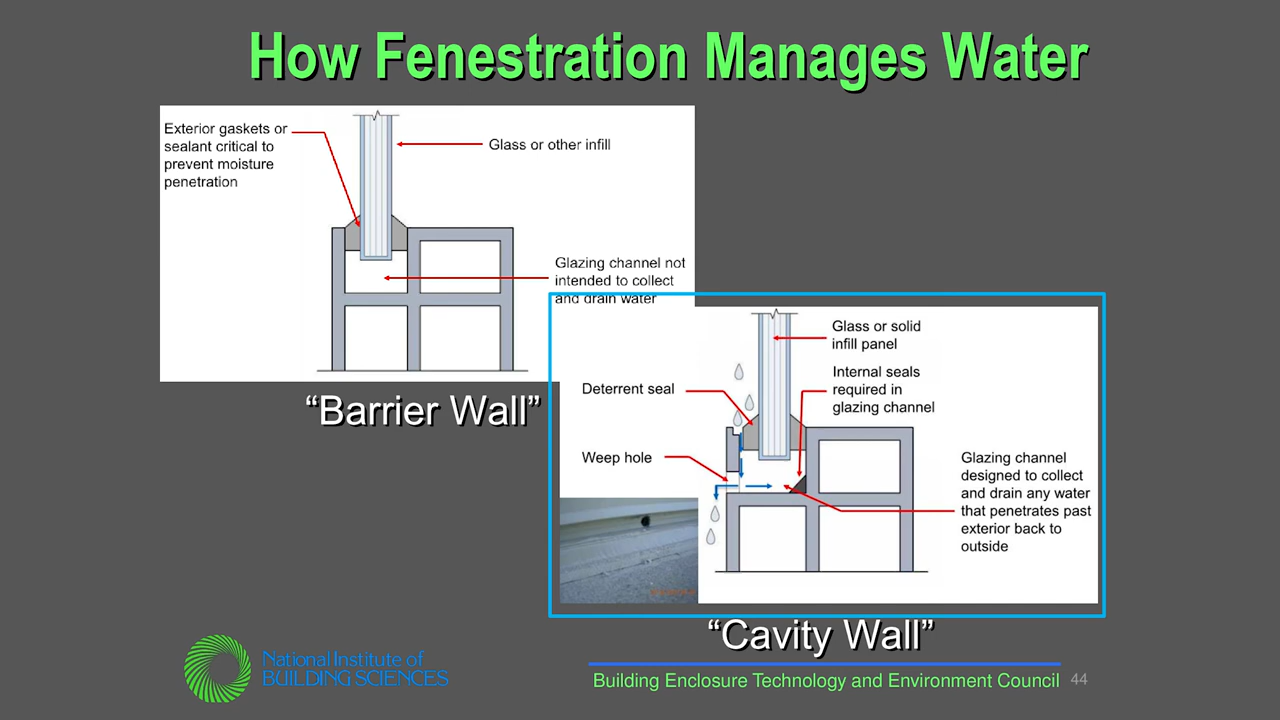 How Fenestration Manages Water
Exterior gaskets or
sealant critical to
prevent moisture
penetration
Glass or other infill
Glazing channel not
intended to collect
and drain water
“Barrier Wall”
Glass or solid
infill panel
Deterrent seal
Internal seals
required in
glazing channel
Weep hole
Glazing channel
designed to collect
and drain any water
that penetrates past
exterior back to
outside
“Cavity Wall”
National Institute of
BUILDING SCIENCES
Building Enclosure Technology and Environment Council
44